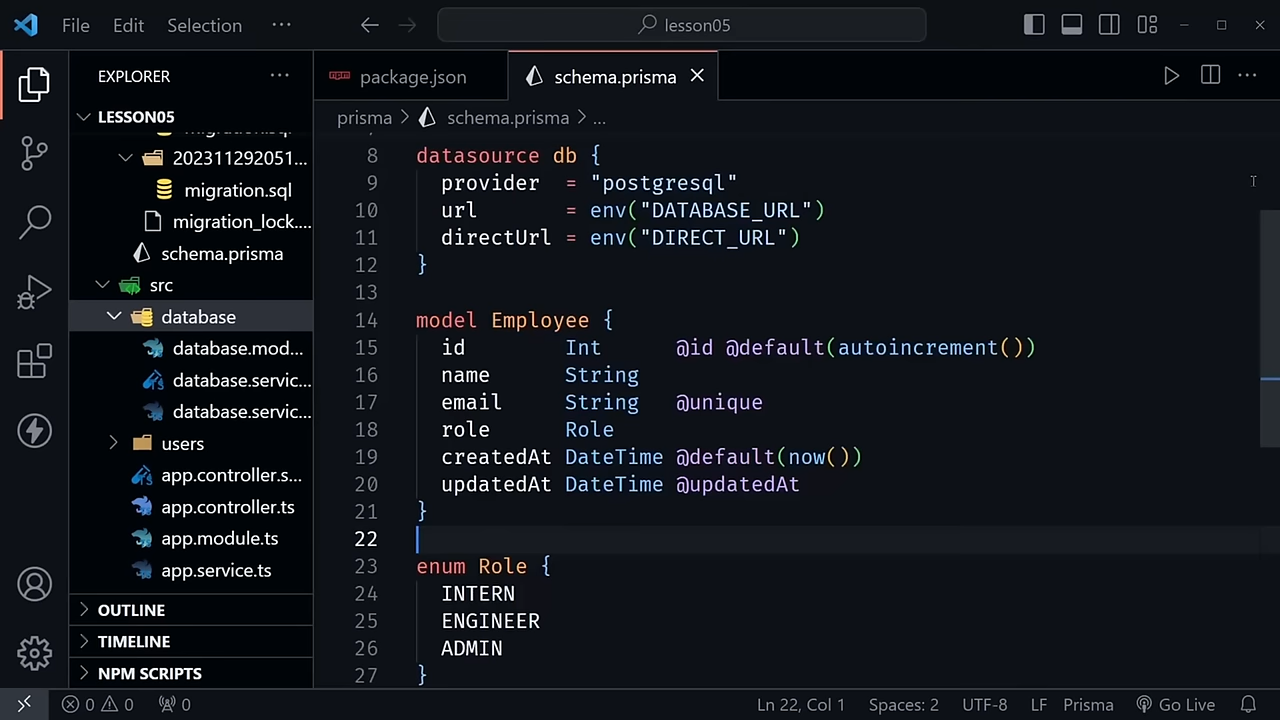 File Edit Selection ··· lesson05
EXPLORER ···
LESSON05
migration.sql
202311292051...
migration.sql
migration_lock....
schema.prisma
src
database
database.mod...
database.servic...
database.servic...
users
app.controller.s...
app.controller.ts
app.module.ts
app.service.ts
OUTLINE
TIMELINE
NPM SCRIPTS
npm package.json schema.prisma
prisma > schema.prisma > ...
8 datasource db {
9 provider = "postgresql"
10 url = env("DATABASE_URL")
11 directUrl = env("DIRECT_URL")
12 }
13
14 model Employee {
15 id Int @id @default(autoincrement())
16 name String
17 email String @unique
18 role Role
19 createdAt DateTime @default(now())
20 updatedAt DateTime @updatedAt
21 }
22
23 enum Role {
24 INTERN
25 ENGINEER
26 ADMIN
27 }
0 0 0 Ln 22, Col 1 Spaces: 2 UTF-8 LF Prisma Go Live